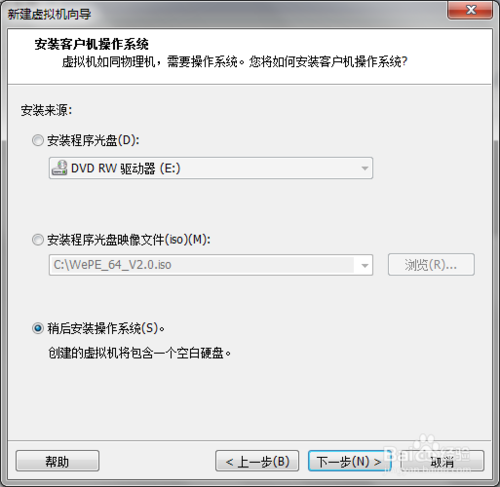 新建虚拟机向导
安装客户机操作系统
虚拟机如同物理机，需要操作系统。您将如何安装客户机操作系统?
安装来源:
安装程序光盘(D):
DVD RW 驱动器 (E:)
安装程序光盘映像文件(iso)(M):
C:\WePE_64_V2.0.iso
浏览(R)...
稍后安装操作系统(S)。
创建的虚拟机将包含一个空白硬盘。
帮助
< 上一步(B)
下一步(N) >
取消